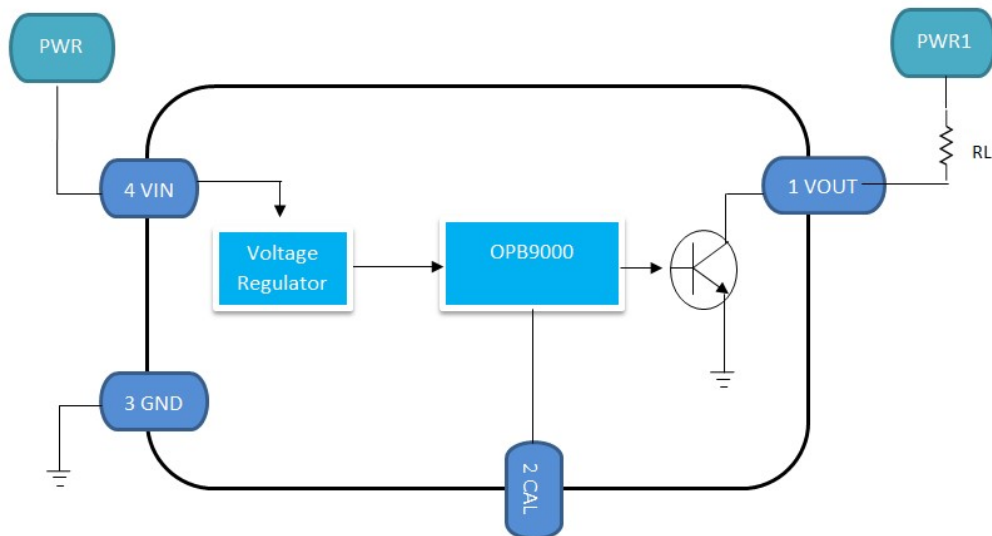 PWR
PWR1
RL
4 VIN
1 VOUT
Voltage
Regulator
OPB9000
3 GND
2 CAL